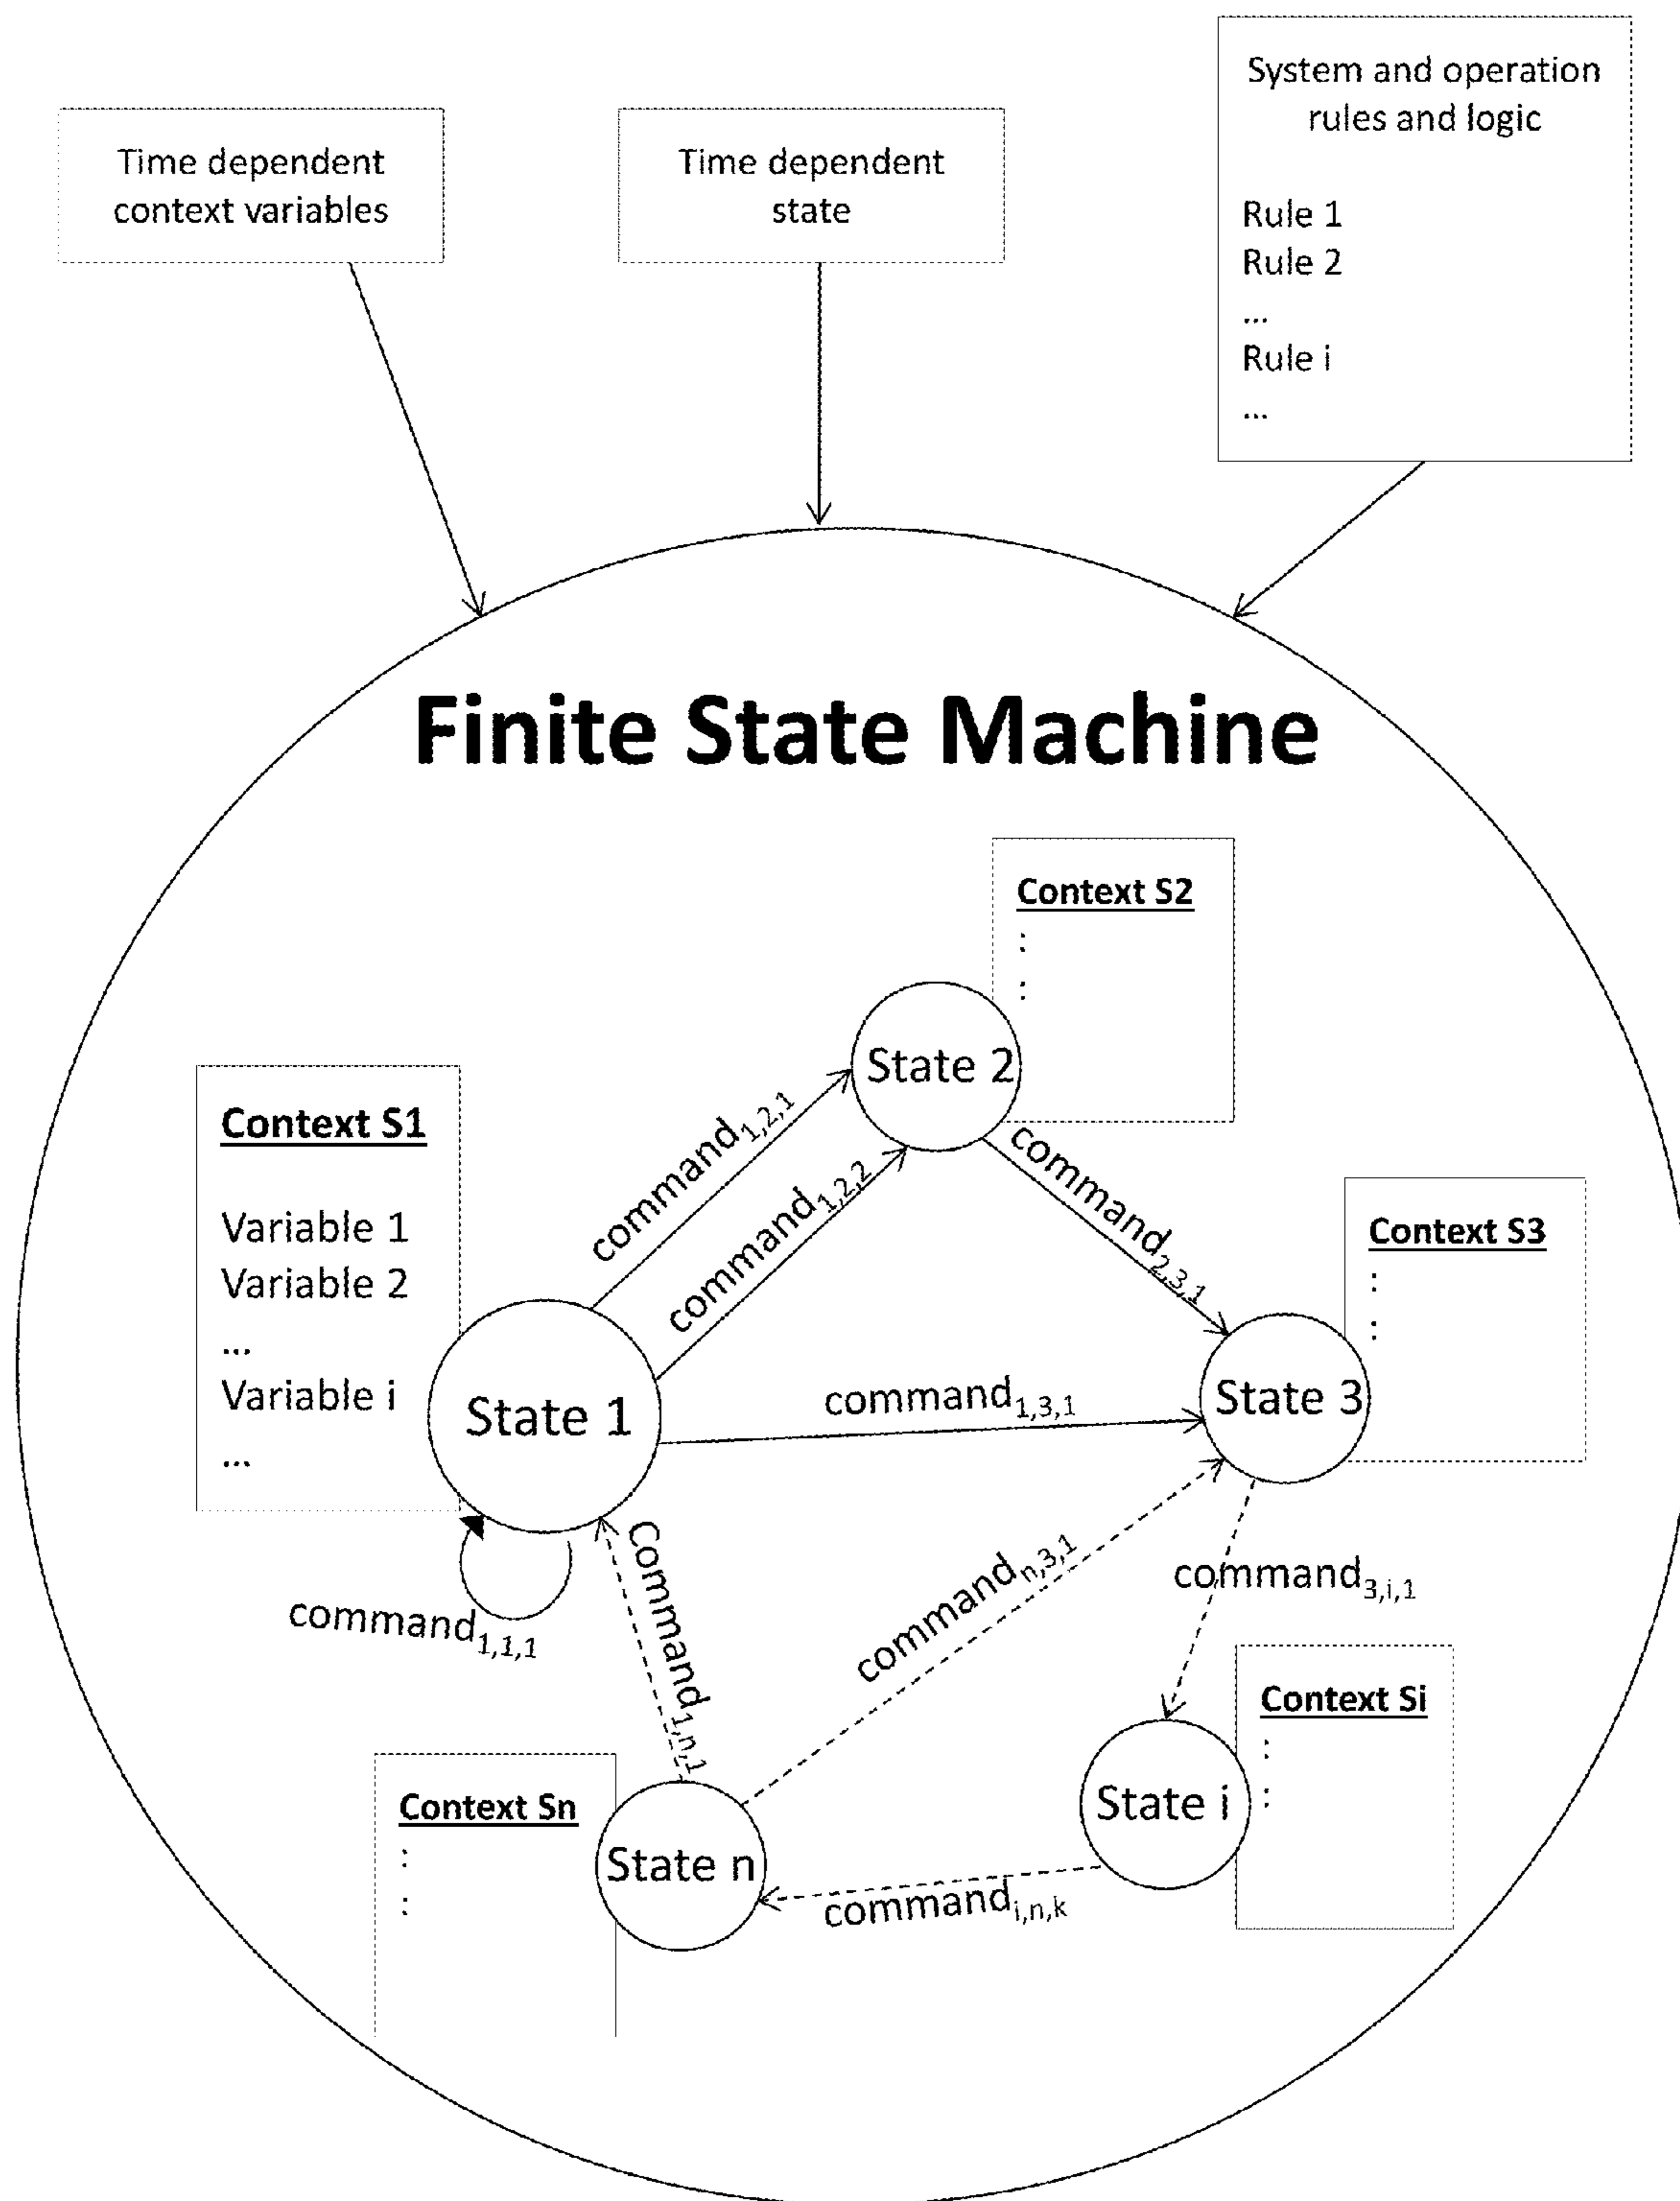 System and operation
rules and logic
Rule 1
Rule 2
...
Rule i
...
Time dependent
context variables
Time dependent
state
Finite State Machine
Context S2
:
:
State 2
Context S1
Variable 1
Variable 2
...
Variable i
...
command1,2,1
command1,2,2
command2,3,1
Context S3
:
:
State 1
command1,3,1
State 3
command1,1,1
Command1,n,1
command n,3,1
command3,i,1
Context Si
:
:
State i
Context Sn
:
:
State n
command i,n,k